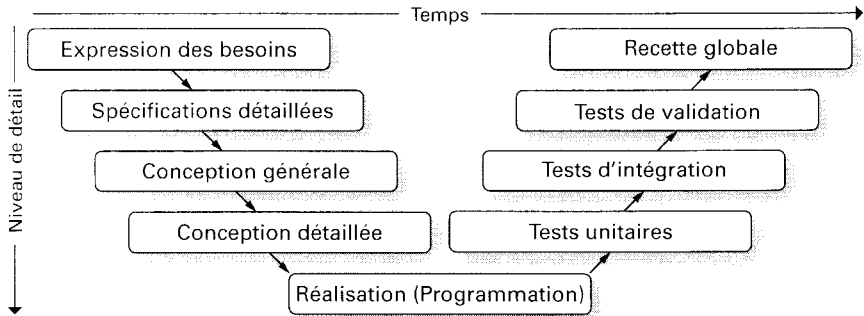 Temps
Niveau de détail
Expression des besoins
Recette globale
Spécifications détaillées
Tests de validation
Conception générale
Tests d'intégration
Conception détaillée
Tests unitaires
Réalisation (Programmation)